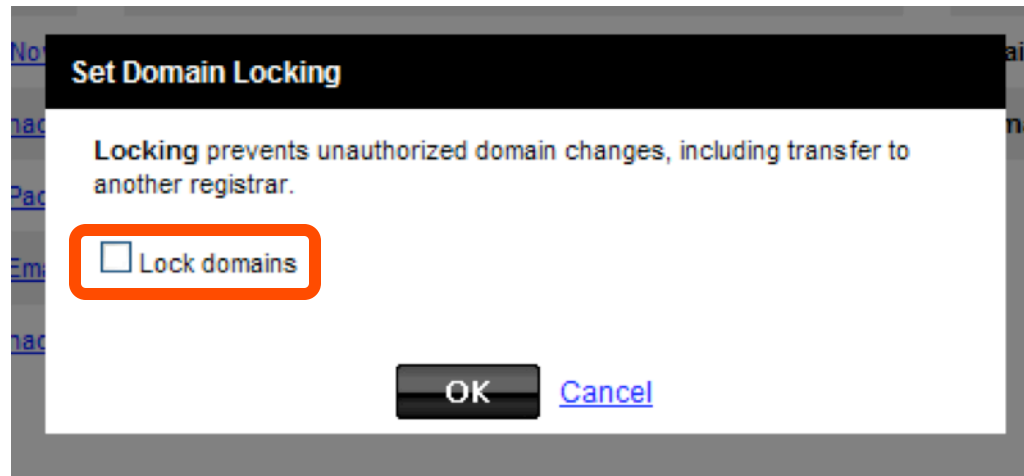 Set Domain Locking
Locking prevents unauthorized domain changes, including transfer to
another registrar.
Lock domains
OK Cancel